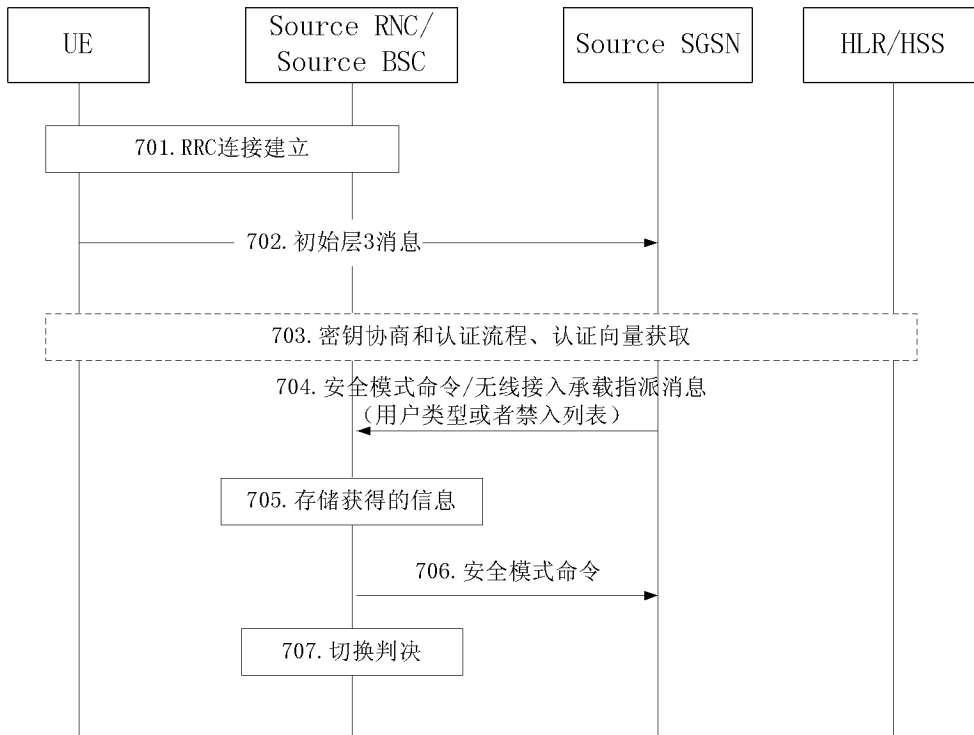 UE
Source RNC/
Source BSC
Source SGSN
HLR/HSS
701.RRC连接建立
702.初始层3消息
703.密钥协商和认证流程、认证向量获取
704.安全模式命令/无线接入承载指派消息
（用户类型或者禁入列表）
705.存储获得的信息
706.安全模式命令
707.切换判决